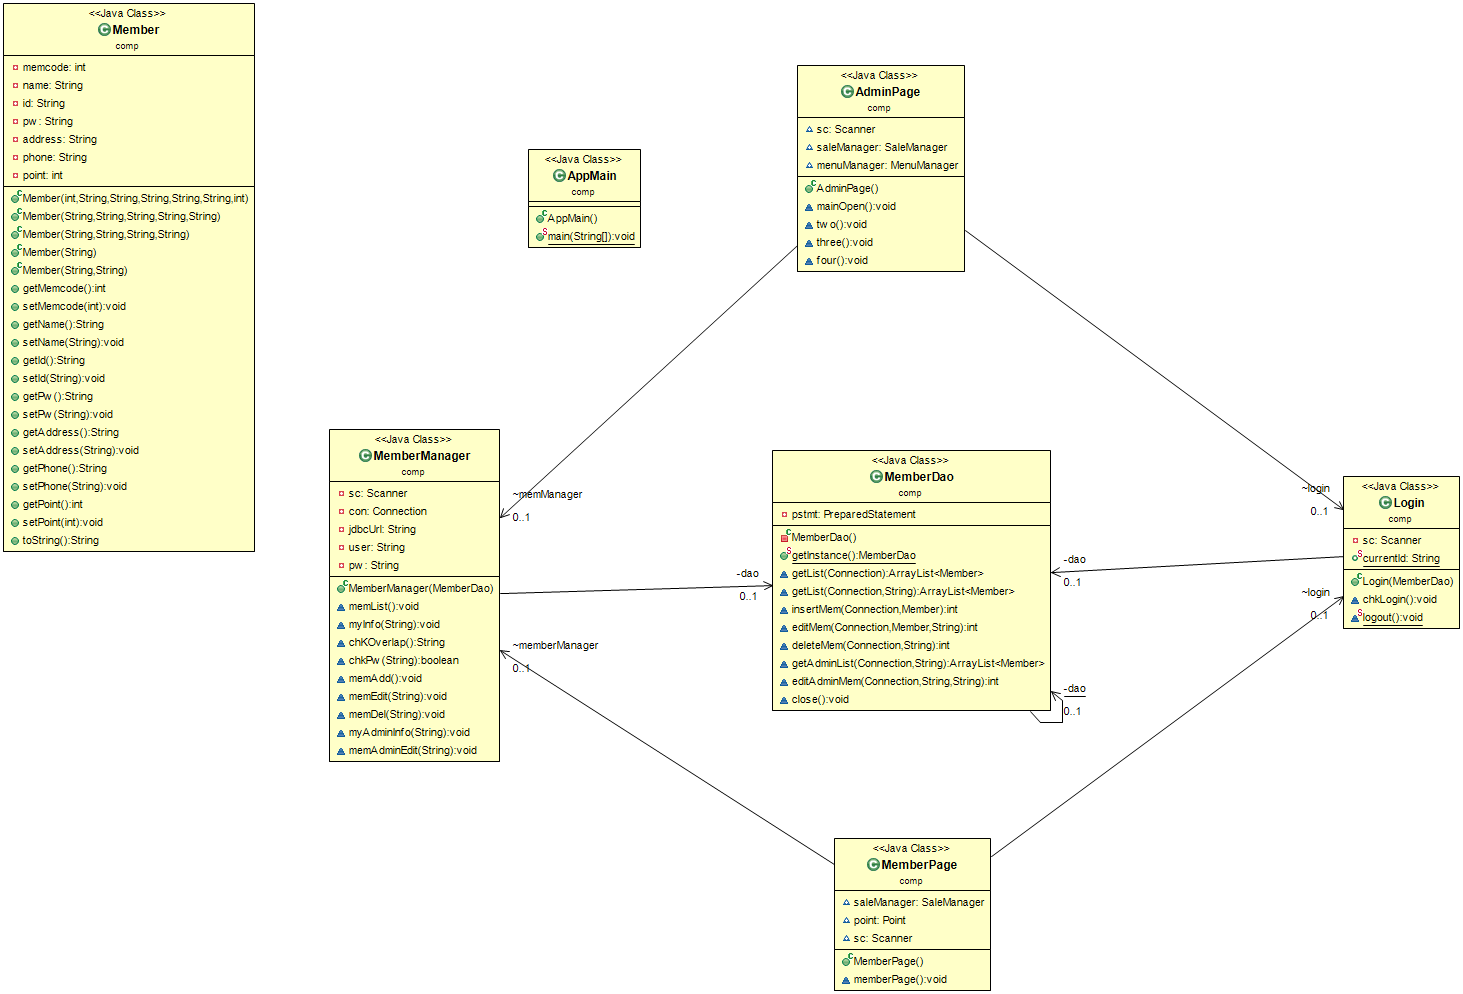 <<Java Class>>
Member
comp
memcode: int
name: String
id: String
pw: String
address: String
phone: String
point: int
Member(int,String,String,String,String,String,int)
Member(String,String,String,String,String)
Member(String,String,String,String)
Member(String)
Member(String,String)
getMemcode():int
setMemcode(int):void
getName():String
setName(String):void
getId():String
setId(String):void
getPw():String
setPw(String):void
getAddress():String
setAddress(String):void
getPhone():String
setPhone(String):void
getPoint():int
setPoint(int):void
toString():String
<<Java Class>>
AppMain
comp
AppMain()
main(String[]):void
<<Java Class>>
AdminPage
comp
sc: Scanner
saleManager: SaleManager
menuManager: MenuManager
AdminPage()
mainOpen():void
two():void
three():void
four():void
<<Java Class>>
MemberManager
comp
sc: Scanner
con: Connection
jdbcUrl: String
user: String
pw: String
MemberManager(MemberDao)
memList():void
myInfo(String):void
chKOverlap():String
chkPw(String):boolean
memAdd():void
memEdit(String):void
memDel(String):void
myAdminInfo(String):void
memAdminEdit(String):void
~memManager
0..1
~memberManager
0..1
-dao
0..1
<<Java Class>>
MemberDao
comp
pstmt: PreparedStatement
MemberDao()
getInstance():MemberDao
getList(Connection):ArrayList<Member>
getList(Connection,String):ArrayList<Member>
insertMem(Connection,Member):int
editMem(Connection,Member,String):int
deleteMem(Connection,String):int
getAdminList(Connection,String):ArrayList<Member>
editAdminMem(Connection,String,String):int
close():void
-dao
0..1
-dao
0..1
~login
0..1
~login
0..1
<<Java Class>>
Login
comp
sc: Scanner
currentId: String
Login(MemberDao)
chkLogin():void
logout():void
<<Java Class>>
MemberPage
comp
saleManager: SaleManager
point: Point
sc: Scanner
MemberPage()
memberPage():void